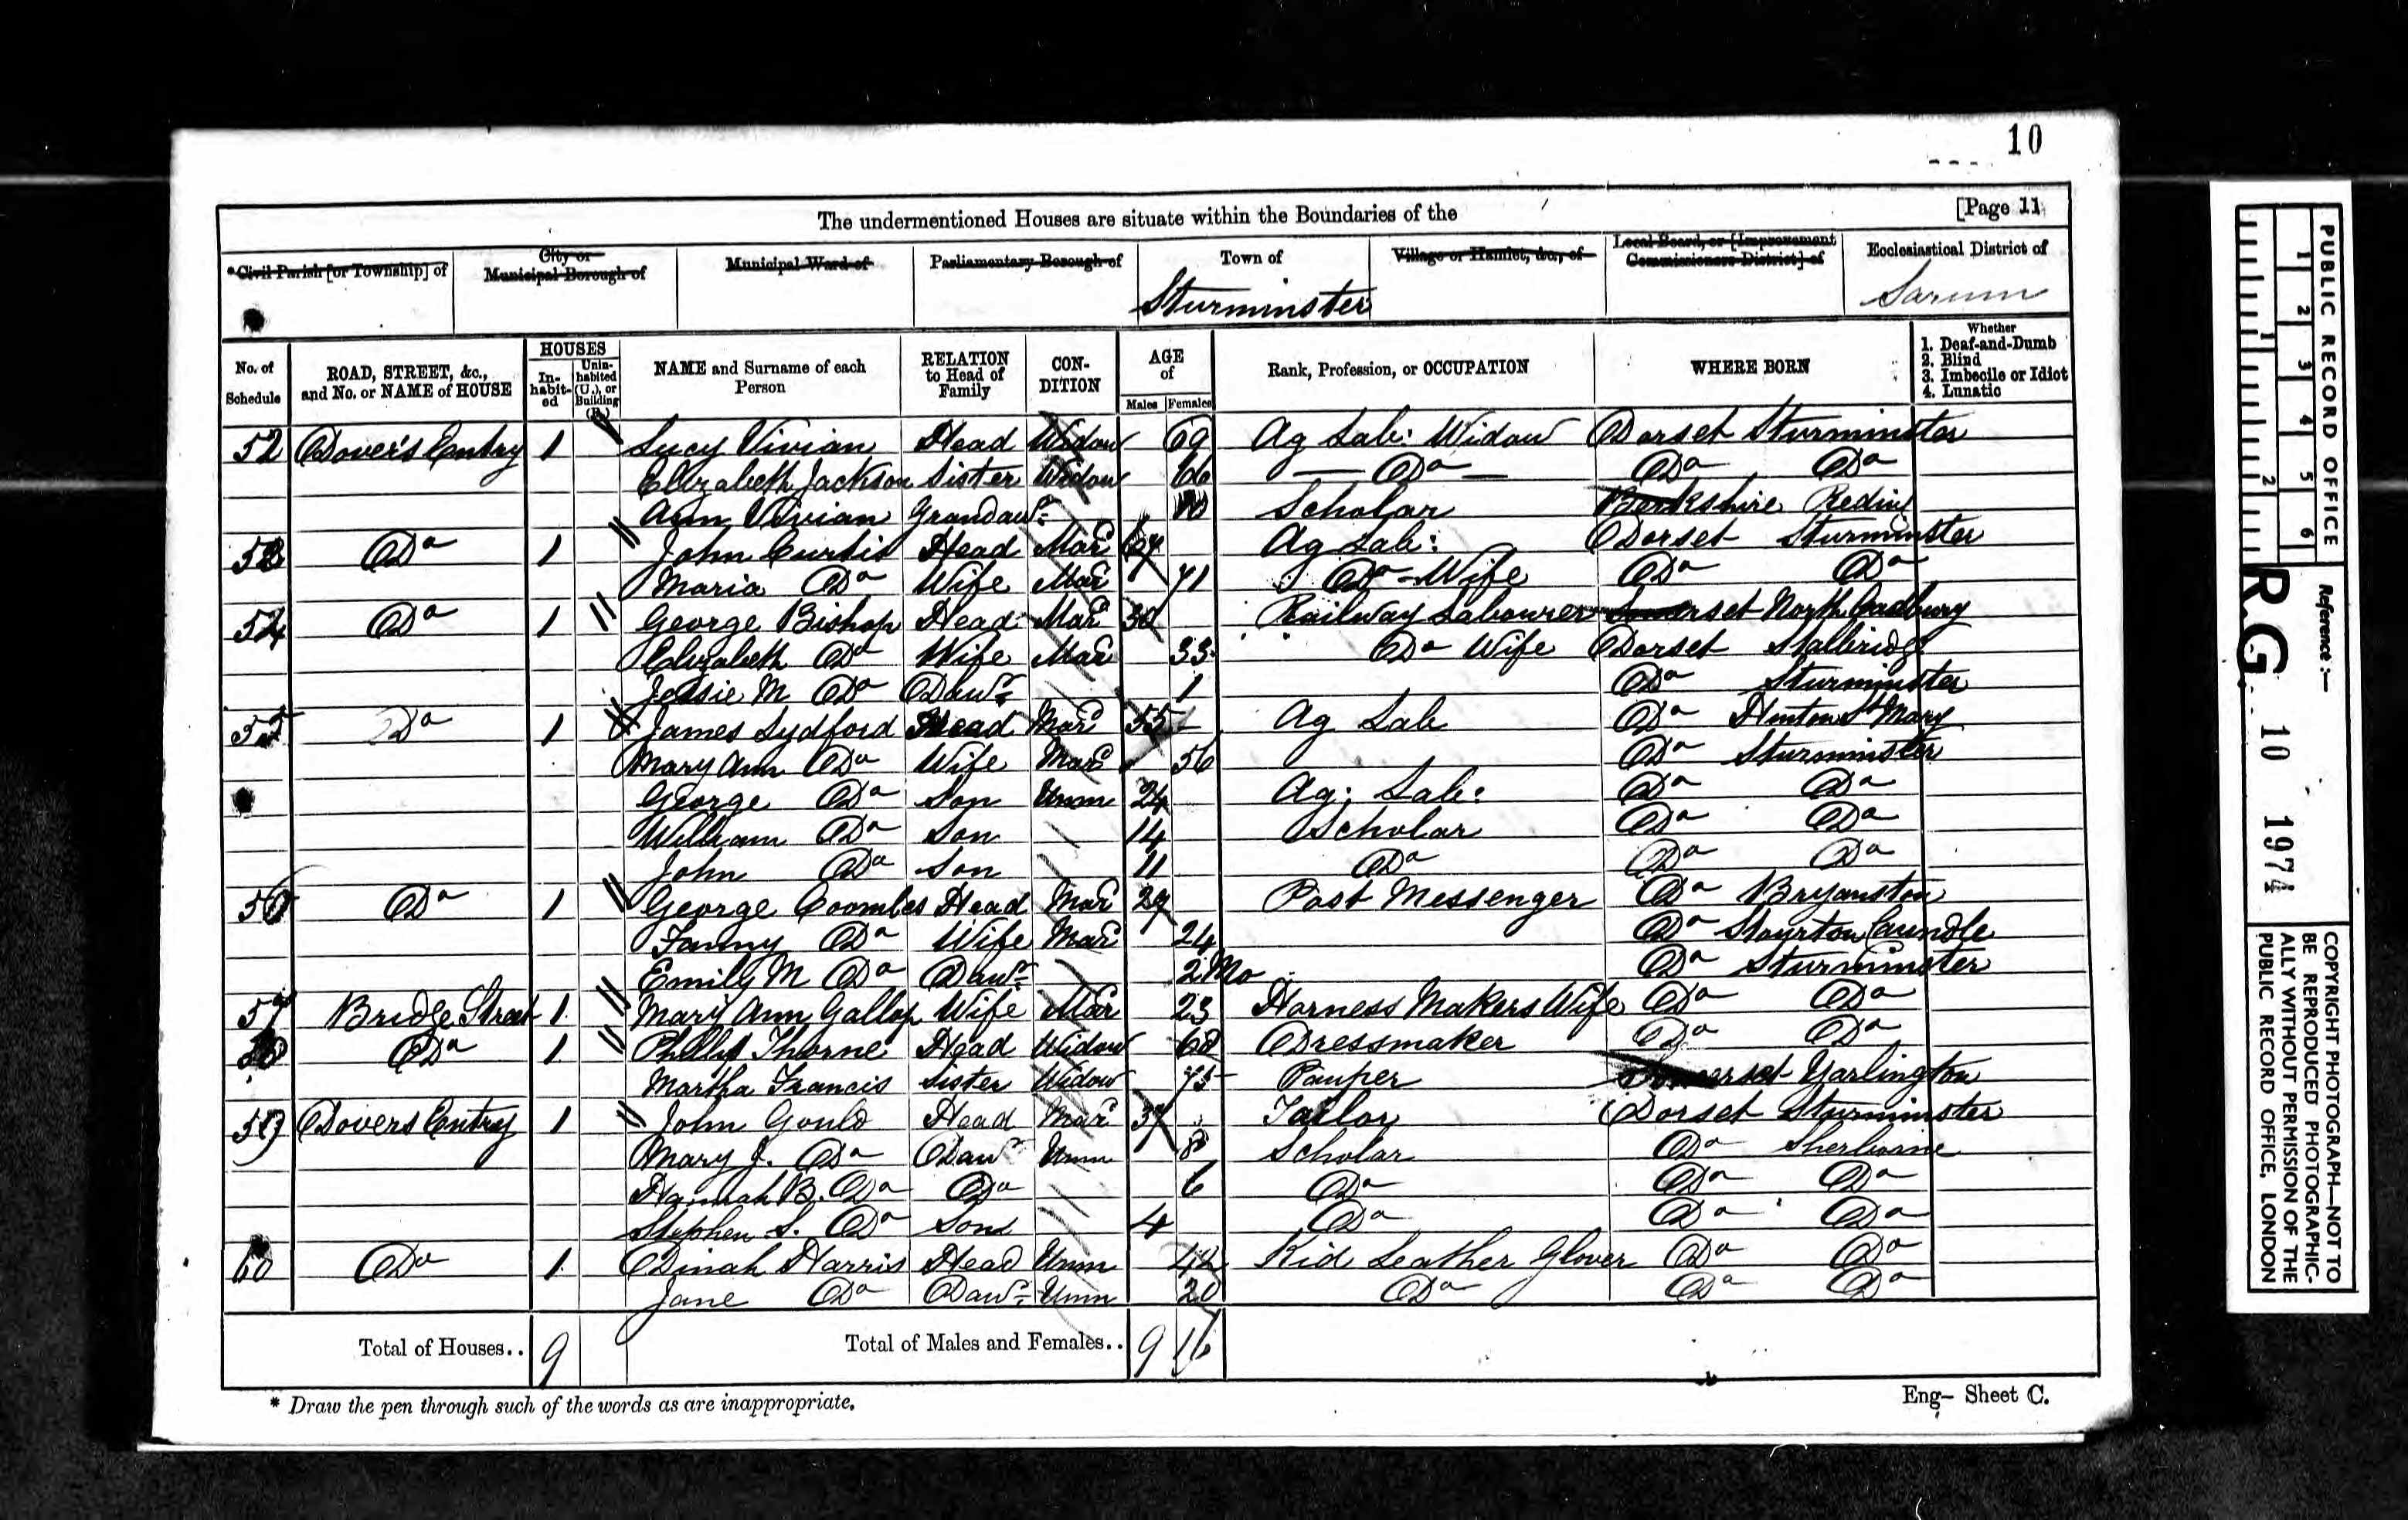 10
The undermentioned Houses are situate within the Boundaries of the [Page 11
*Civil Parish [or Township] of City or Municipal Borough of Municipal Ward of Parliamentary Borough of Town of Village or Hamlet, &c., of Local Board, or [Improvement Commissioners District] of Ecclesiastical District of
Sturminster Sarum
No. of Schedule ROAD, STREET, &c., and No. or NAME of HOUSE HOUSES Inhabited Uninhabited (U.), or Building (B.) NAME and Surname of each Person RELATION to Head of Family CONDITION AGE of Males Females Rank, Profession, or OCCUPATION WHERE BORN Whether 1. Deaf-and-Dumb 2. Blind 3. Imbecile or Idiot 4. Lunatic
52 Dover's Entry 1 Lucy Vivian Head Widow 69 Ag Lab: Widow Dorset Sturminster
Elizabeth Jackson Sister Widow 66 Do Do Do
Ann Vivian Grandaur 10 Scholar Berkshire Reding
53 Do 1 John Curtis Head Mar 67 Ag Lab: Dorset Sturminster
Maria Do Wife Mar 71 Do Wife Do Do
54 Do 1 George Bishop Head Mar 30 Railway Labourer Somerset North Cadbury
Elizabeth Do Wife Mar 33 Do Wife Dorset Stalbridge
Jessie M Do Daur 1 Do Sturminster
55 Do 1 James Sydford Head Mar 55 Ag Lab Do Hinton St Mary
Mary Ann Do Wife Mar 56 Do Sturminster
George Do Son Unm 24 Ag: Lab: Do Do
William Do Son 14 Scholar Do Do
John Do Son 11 Do Do Do
56 Do 1 George Coombes Head Mar 27 Post Messenger Do Bryanston
Fanny Do Wife Mar 24 Do Stourton Caundle
Emily M Do Daur 2 Mo Do Sturminster
57 Bridge Street 1 Mary Ann Gallop Wife Mar 23 Harness Makers Wife Do Do
58 Do 1 Phillis Thorne Head Widow 68 Dressmaker Do Do
Martha Francis Sister Widow 75 Pauper Somerset Yarlington
59 Dovers Entry 1 John Gould Head Mar 37 Tailor Dorset Sturminster
Mary J. Do Daur Unm 8 Scholar Do Sherborne
Hannah B. Do Do 6 Do Do Do
Stephen S. Do Son 4 Do Do Do
60 Do 1 Dinah Harris Head Unm 42 Kid Leather Glover Do Do
Jane Do Daur Unm 20 Do Do Do
Total of Houses.. 9 Total of Males and Females.. 9 16
* Draw the pen through such of the words as are inappropriate.
Eng- Sheet C.
PUBLIC RECORD OFFICE
1 2 3 4 5 6
1 2
Reference:—
RG. 10 1974
COPYRIGHT PHOTOGRAPH—NOT TO
BE REPRODUCED PHOTOGRAPHIC-
ALLY WITHOUT PERMISSION OF THE
PUBLIC RECORD OFFICE, LONDON